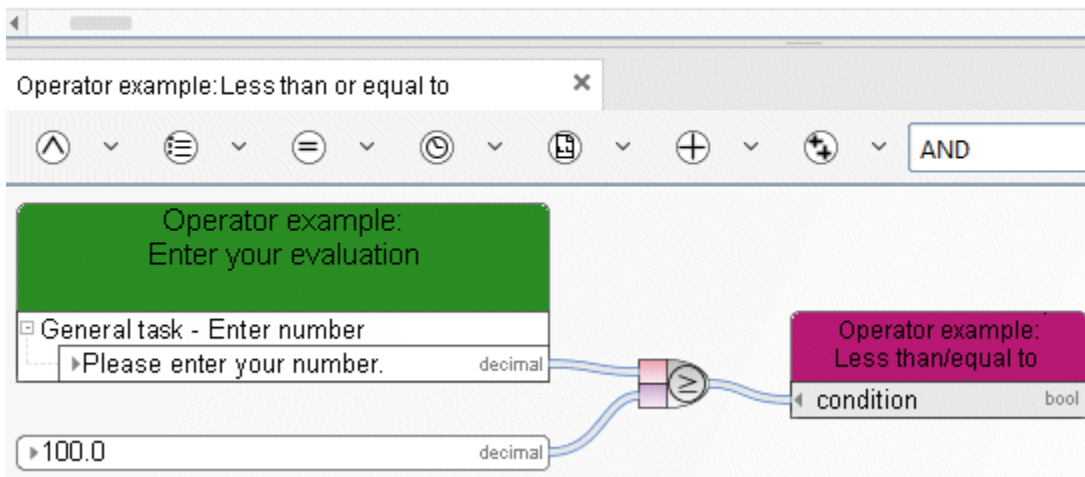 Operator example:Less than or equal to
AND
Operator example:
Enter your evaluation
General task - Enter number
Please enter your number. decimal
100.0 decimal
≥
Operator example:
Less than/equal to
condition bool